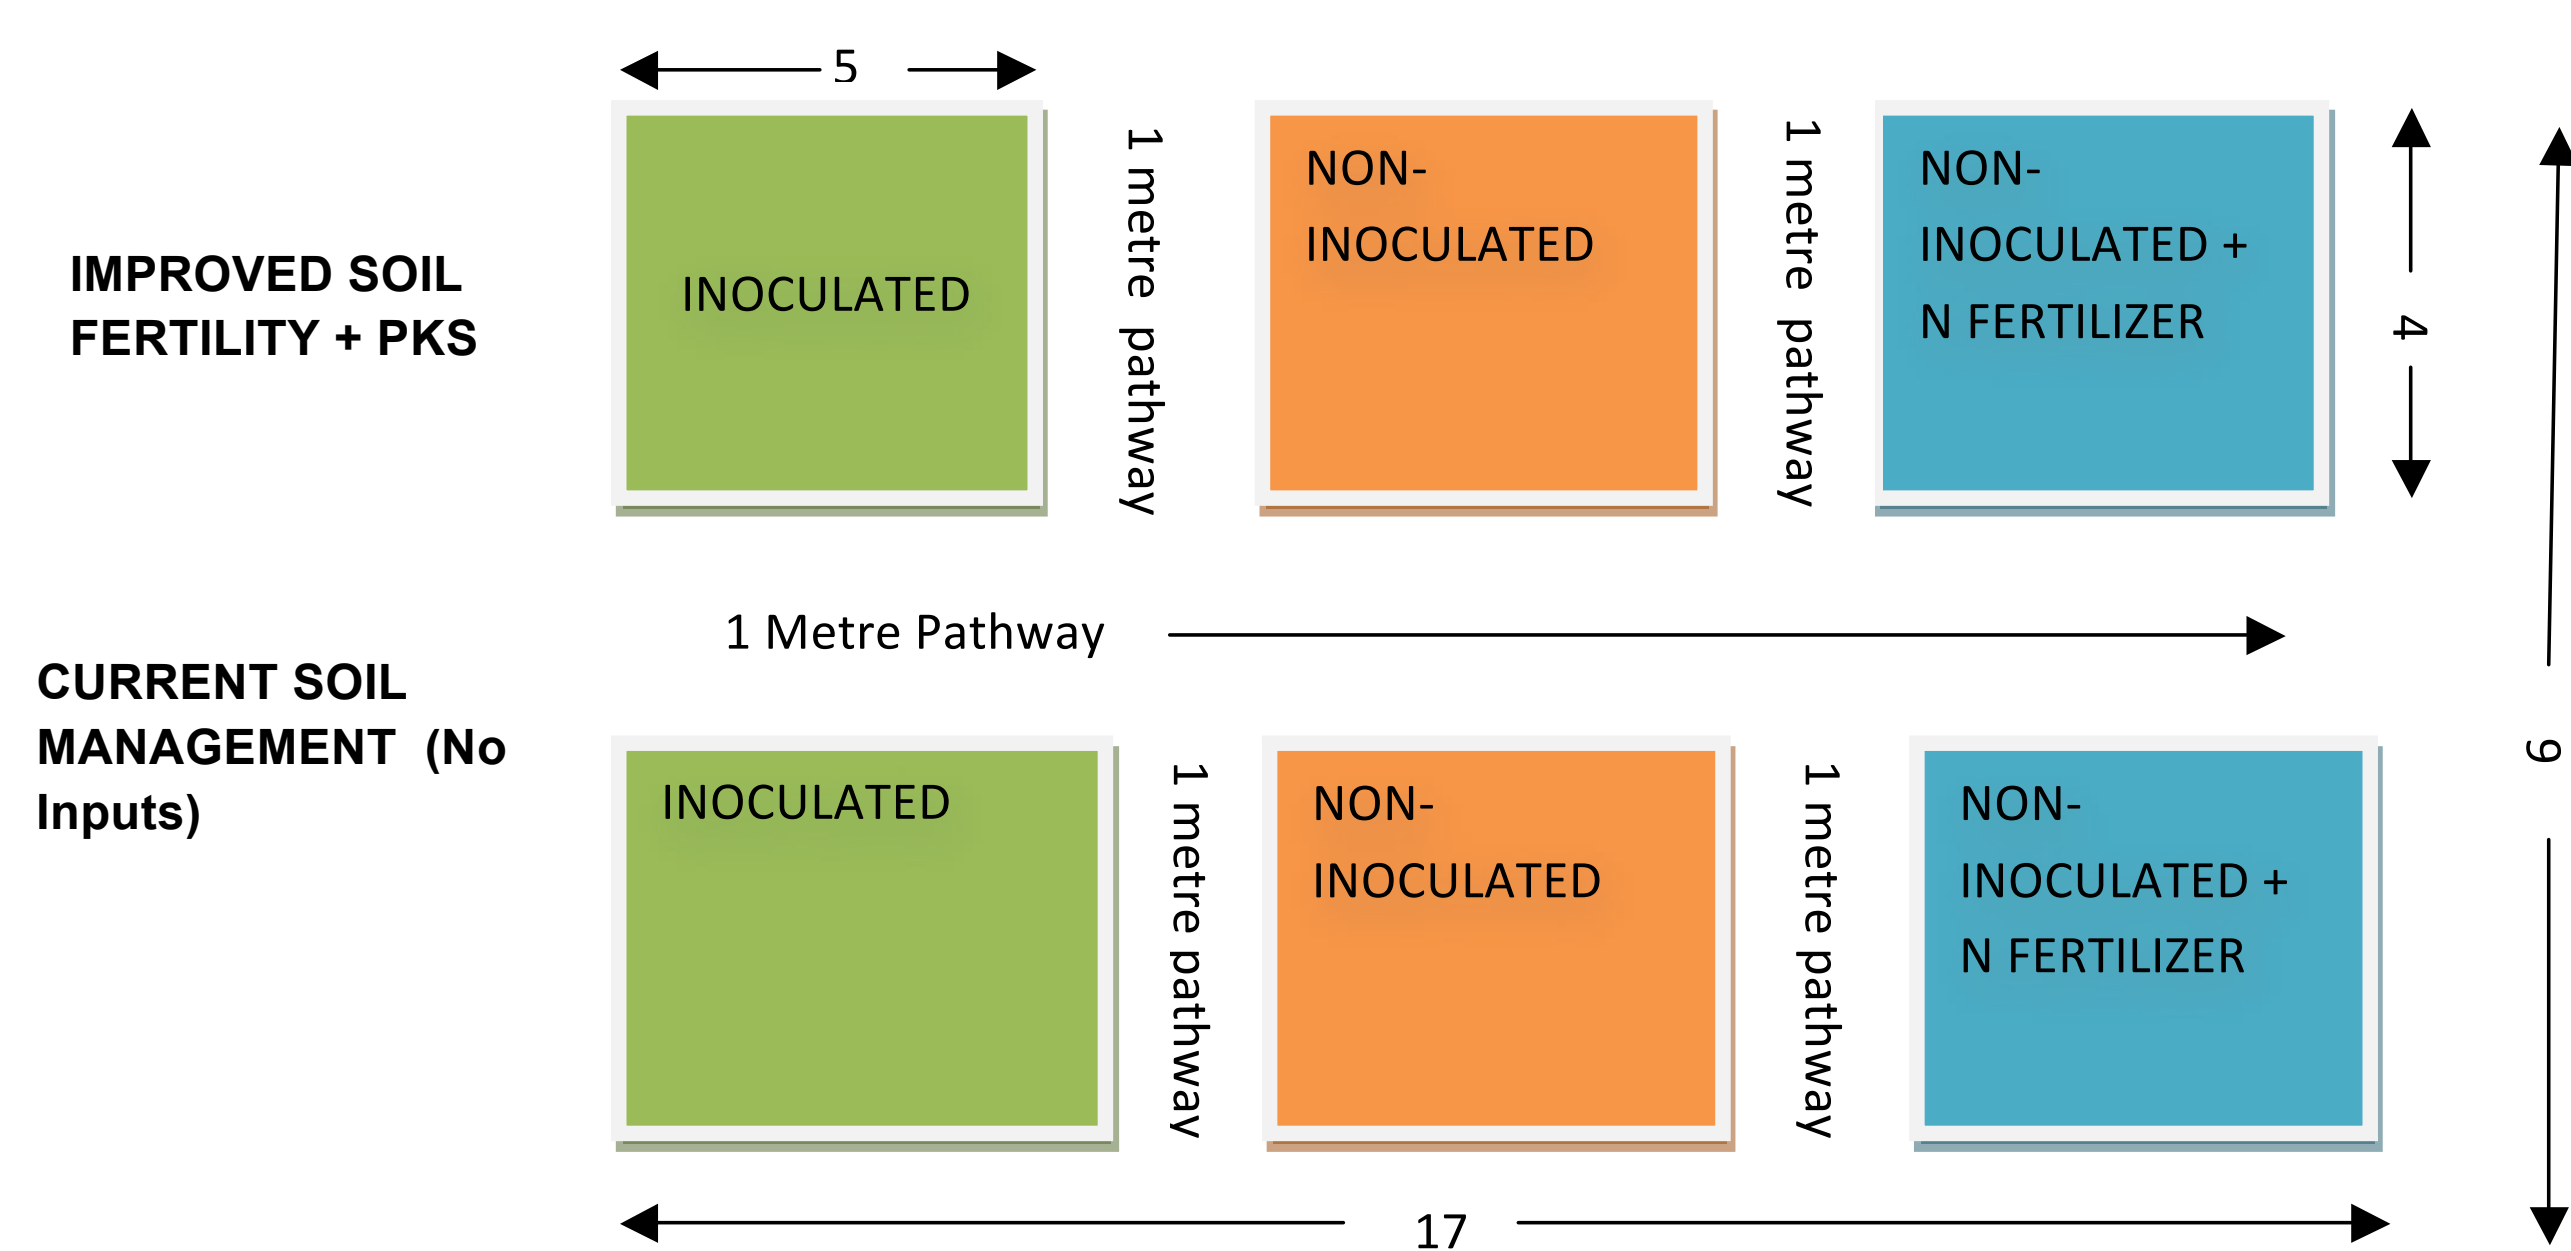 5
IMPROVED SOIL
FERTILITY + PKS
INOCULATED
1 metre pathway
NON-
INOCULATED
1 metre pathway
NON-
INOCULATED +
N FERTILIZER
4
1 Metre Pathway
9
CURRENT SOIL
MANAGEMENT (No
Inputs)
INOCULATED
1 metre pathway
NON-
INOCULATED
1 metre pathway
NON-
INOCULATED +
N FERTILIZER
17